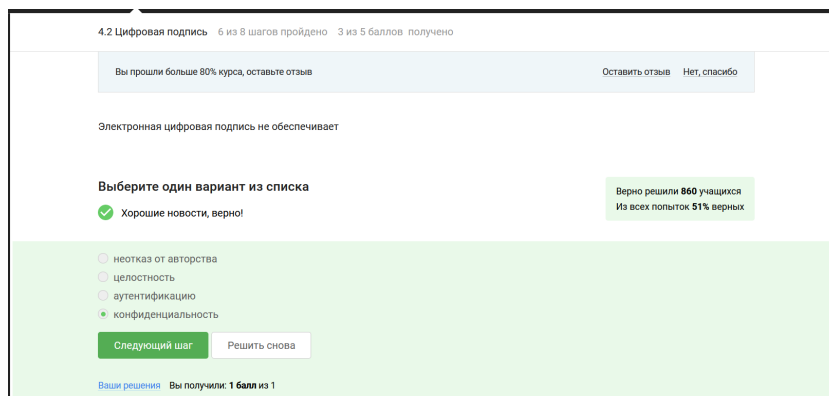 4.2 Цифровая подпись 6 из 8 шагов пройдено 3 из 5 баллов получено
Вы прошли больше 80% курса, оставьте отзыв Оставить отзыв Нет, спасибо
Электронная цифровая подпись не обеспечивает
Выберите один вариант из списка
Хорошие новости, верно!
Верно решили 860 учащихся
Из всех попыток 51% верных
неотказ от авторства
целостность
аутентификацию
конфиденциальность
Следующий шаг Решить снова
Ваши решения Вы получили: 1 балл из 1